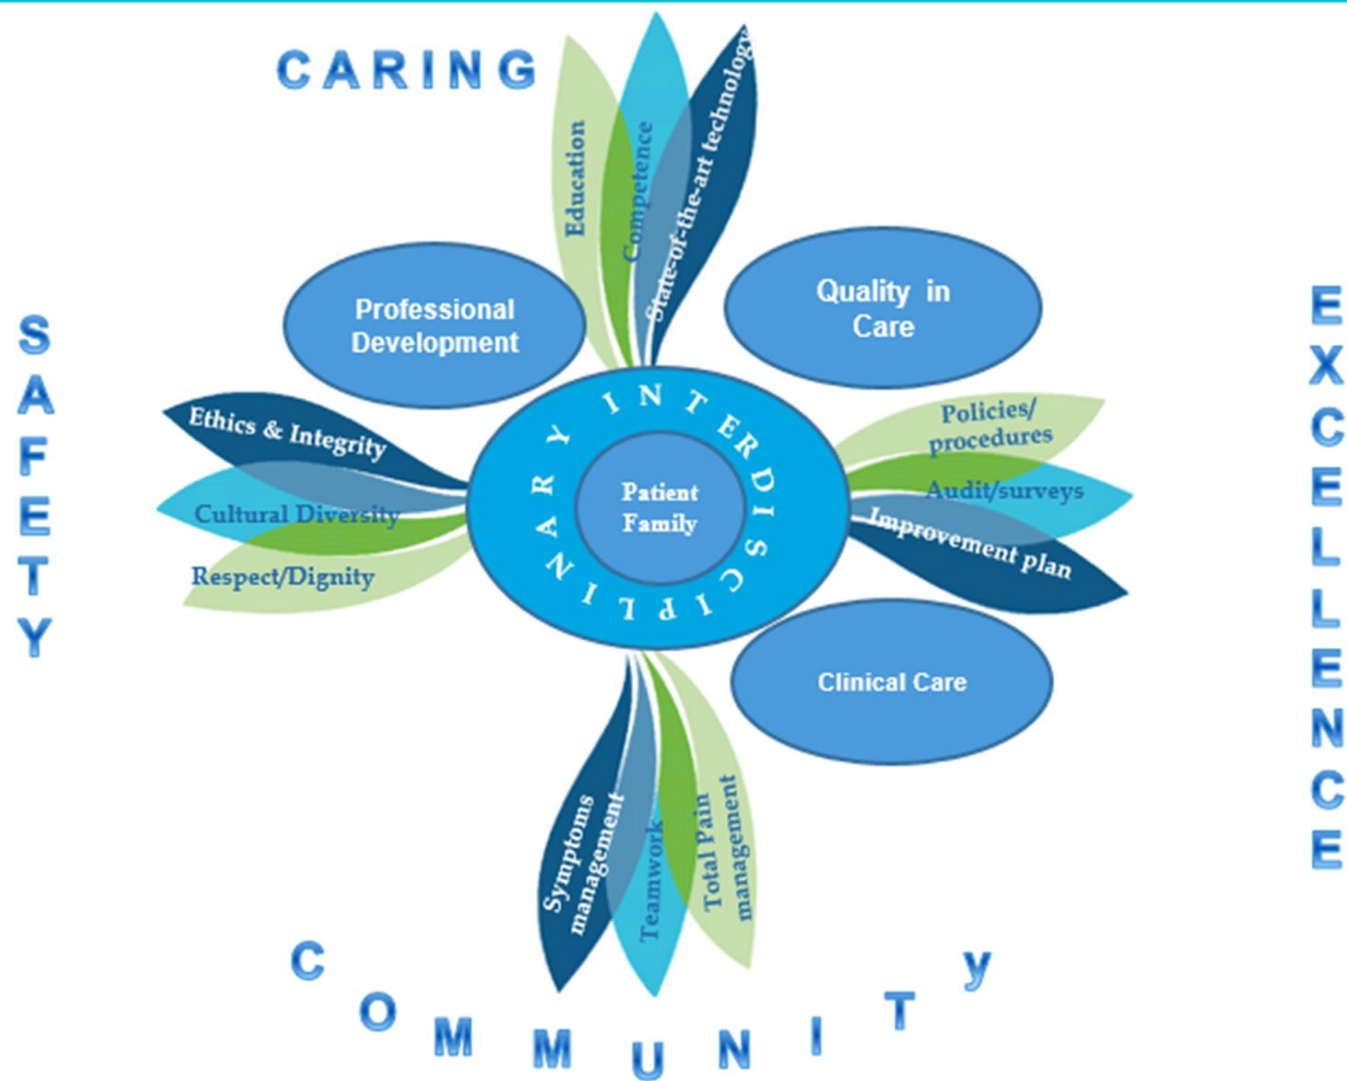 CARING
Education
Competence
State-of-the-art technology
Professional
Development
Quality in
Care
SAFETY
EXCELLENCE
Ethics & Integrity
Cultural Diversity
Respect/Dignity
INTERDISCIPLINARY
Patient
Family
Policies/
procedures
Audit/surveys
Improvement plan
Clinical Care
Symptoms
management
Teamwork
Total Pain
management
COMMUNITy